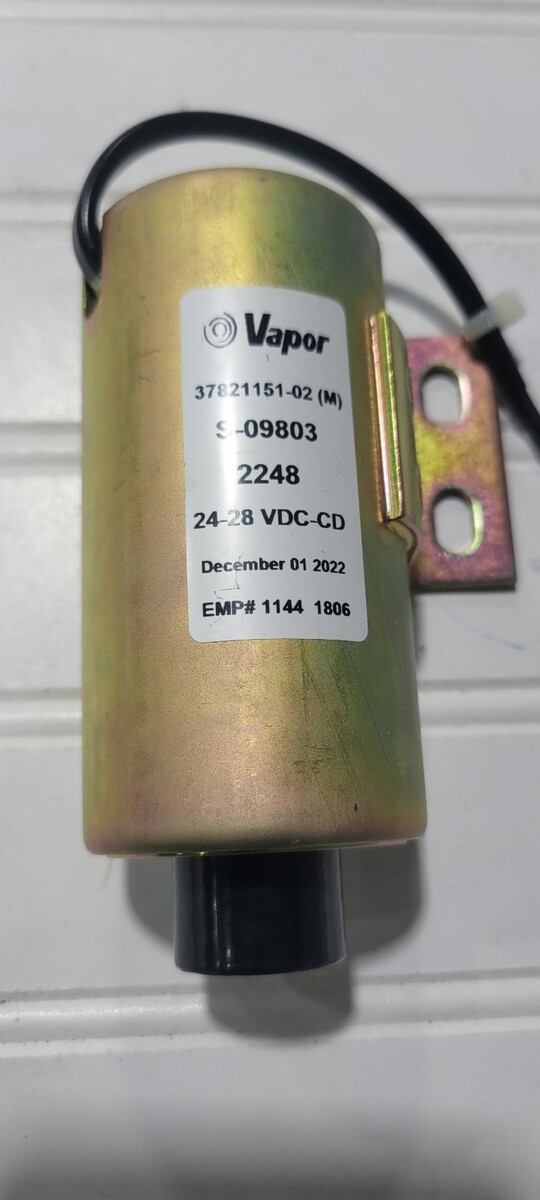 Vapor
37821151-02 (M)
S-09803
2248
24-28 VDC-CD
December 01 2022
EMP# 1144 1806